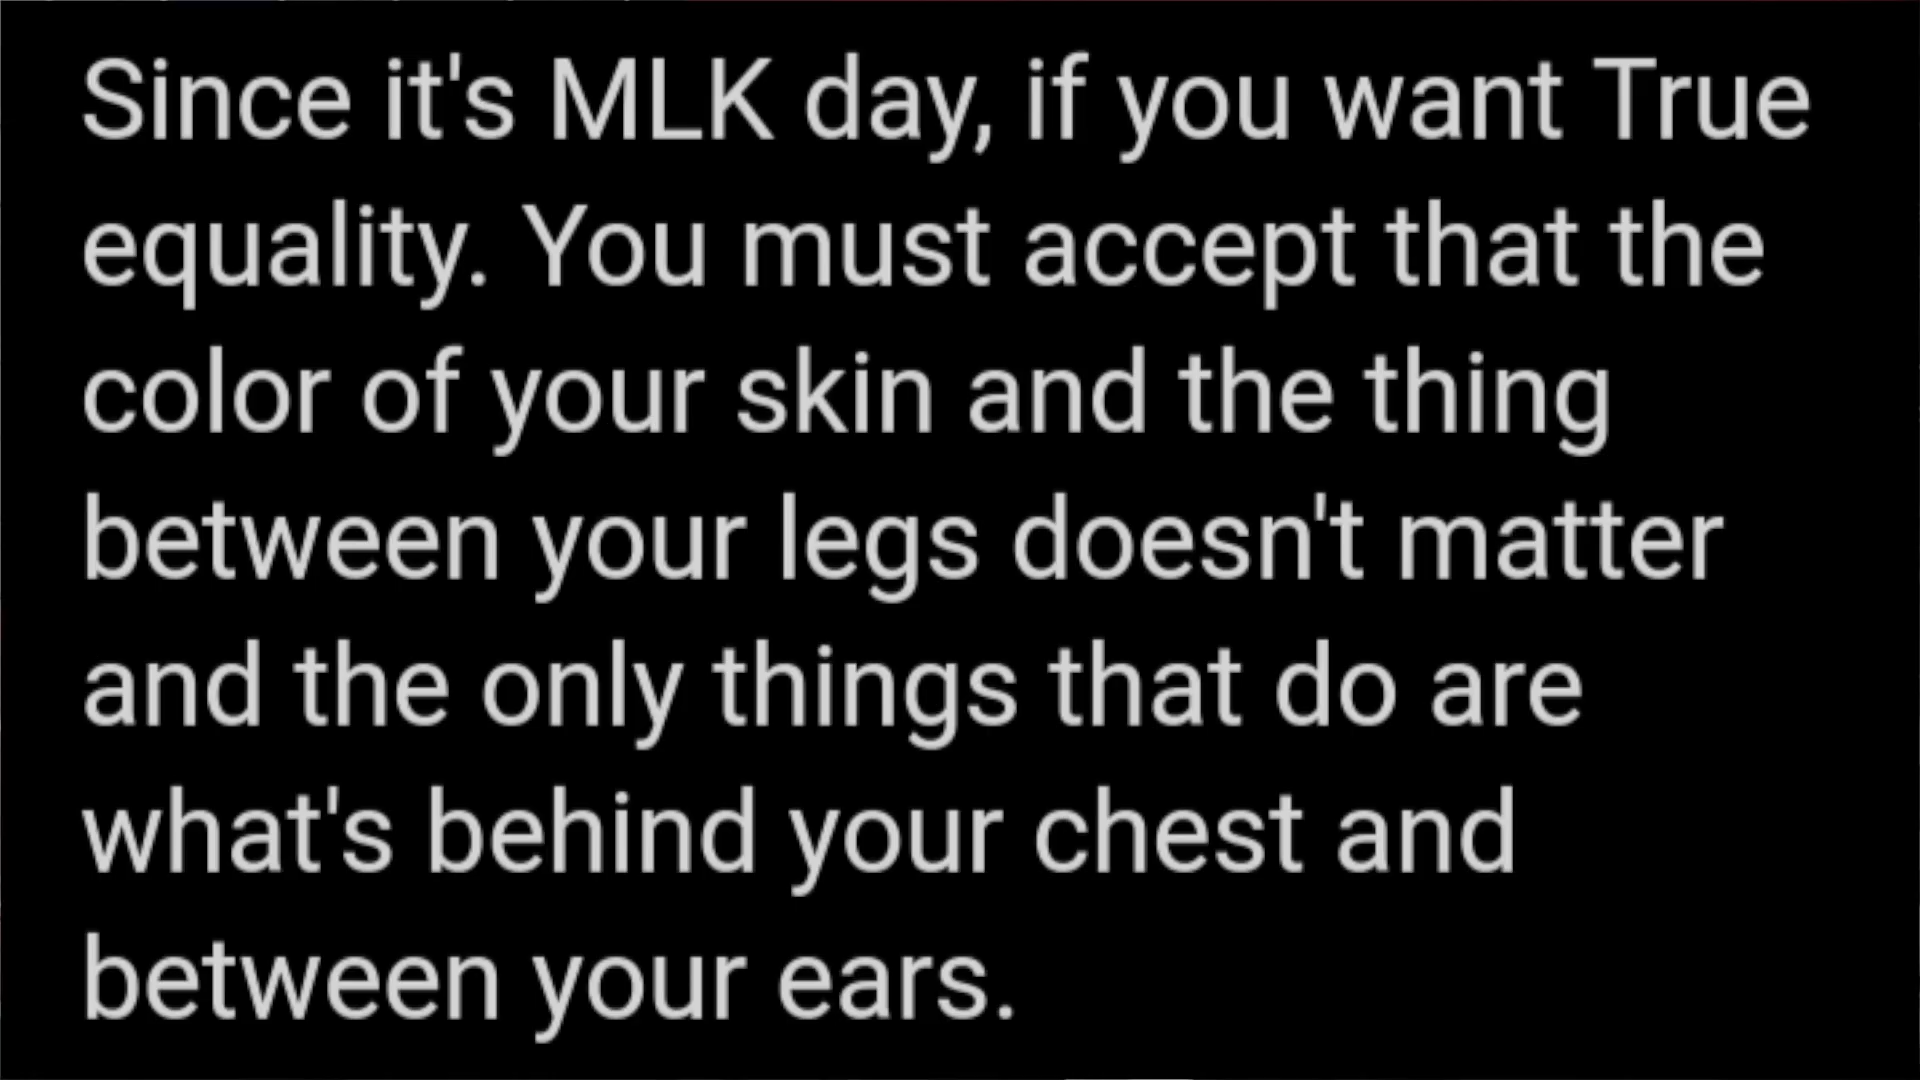 Since it's MLK day, if you want True
equality. You must accept that the
color of your skin and the thing
between your legs doesn't matter
and the only things that do are
what's behind your chest and
between your ears.